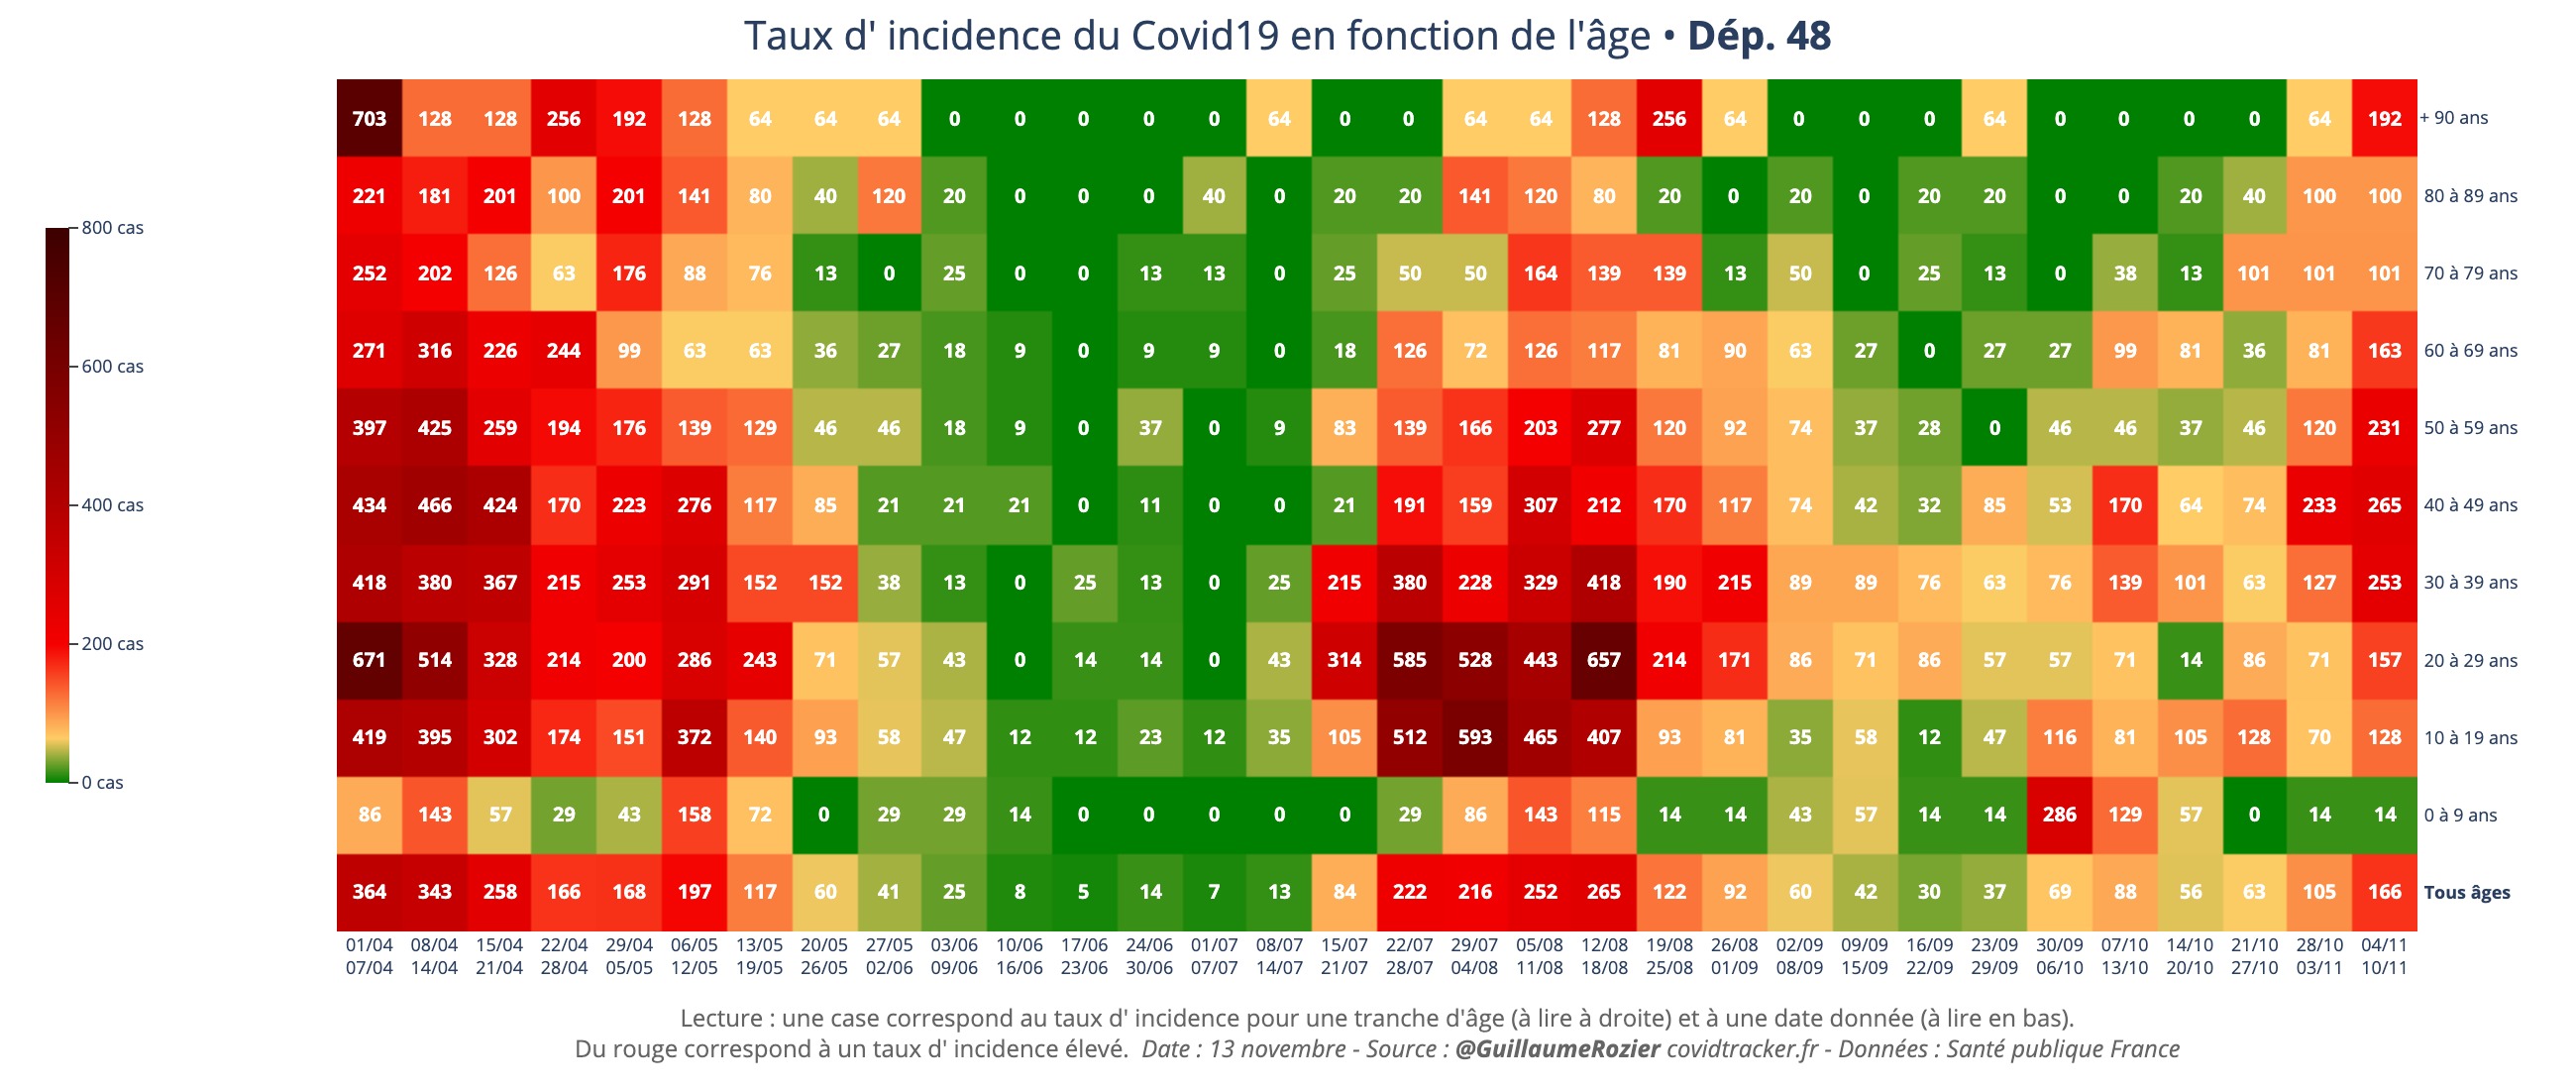 Taux d' incidence du Covid19 en fonction de l'âge • Dép. 48
703 128 128 256 192 128 64 64 64 0 0 0 0 0 64 0 0 64 64 128 256 64 0 0 0 64 0 0 0 0 64 192 + 90 ans
221 181 201 100 201 141 80 40 120 20 0 0 0 40 0 20 20 141 120 80 20 0 20 0 20 20 0 0 20 40 100 100 80 à 89 ans
800 cas
252 202 126 63 176 88 76 13 0 25 0 0 13 13 0 25 50 50 164 139 139 13 50 0 25 13 0 38 13 101 101 101 70 à 79 ans
271 316 226 244 99 63 63 36 27 18 9 0 9 9 0 18 126 72 126 117 81 90 63 27 0 27 27 99 81 36 81 163 60 à 69 ans
600 cas
397 425 259 194 176 139 129 46 46 18 9 0 37 0 9 83 139 166 203 277 120 92 74 37 28 0 46 46 37 46 120 231 50 à 59 ans
434 466 424 170 223 276 117 85 21 21 21 0 11 0 0 21 191 159 307 212 170 117 74 42 32 85 53 170 64 74 233 265 40 à 49 ans
400 cas
418 380 367 215 253 291 152 152 38 13 0 25 13 0 25 215 380 228 329 418 190 215 89 89 76 63 76 139 101 63 127 253 30 à 39 ans
200 cas
671 514 328 214 200 286 243 71 57 43 0 14 14 0 43 314 585 528 443 657 214 171 86 71 86 57 57 71 14 86 71 157 20 à 29 ans
419 395 302 174 151 372 140 93 58 47 12 12 23 12 35 105 512 593 465 407 93 81 35 58 12 47 116 81 105 128 70 128 10 à 19 ans
0 cas
86 143 57 29 43 158 72 0 29 29 14 0 0 0 0 0 29 86 143 115 14 14 43 57 14 14 286 129 57 0 14 14 0 à 9 ans
364 343 258 166 168 197 117 60 41 25 8 5 14 7 13 84 222 216 252 265 122 92 60 42 30 37 69 88 56 63 105 166 Tous âges
01/04 08/04 15/04 22/04 29/04 06/05 13/05 20/05 27/05 03/06 10/06 17/06 24/06 01/07 08/07 15/07 22/07 29/07 05/08 12/08 19/08 26/08 02/09 09/09 16/09 23/09 30/09 07/10 14/10 21/10 28/10 04/11
07/04 14/04 21/04 28/04 05/05 12/05 19/05 26/05 02/06 09/06 16/06 23/06 30/06 07/07 14/07 21/07 28/07 04/08 11/08 18/08 25/08 01/09 08/09 15/09 22/09 29/09 06/10 13/10 20/10 27/10 03/11 10/11
Lecture : une case correspond au taux d' incidence pour une tranche d'âge (à lire à droite) et à une date donnée (à lire en bas).
Du rouge correspond à un taux d' incidence élevé. Date : 13 novembre - Source : @GuillaumeRozier covidtracker.fr - Données : Santé publique France